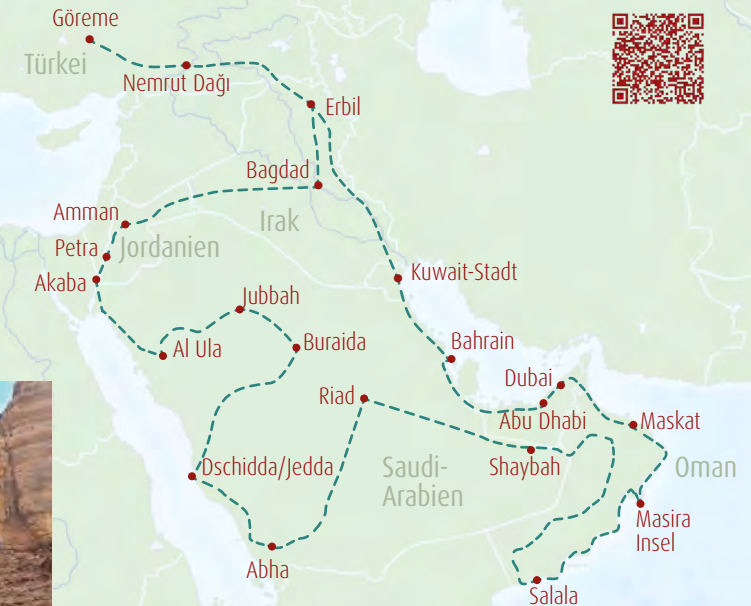 Göreme
Türkei
Nemrut Dağı
Erbil
Bagdad
Irak
Amman
Petra
Jordanien
Akaba
Kuwait-Stadt
Jubbah
Al Ula
Buraida
Bahrain
Dubai
Riad
Abu Dhabi
Maskat
Dschidda/Jedda
Saudi-
Arabien
Shaybah
Oman
Masira
Insel
Abha
Salala